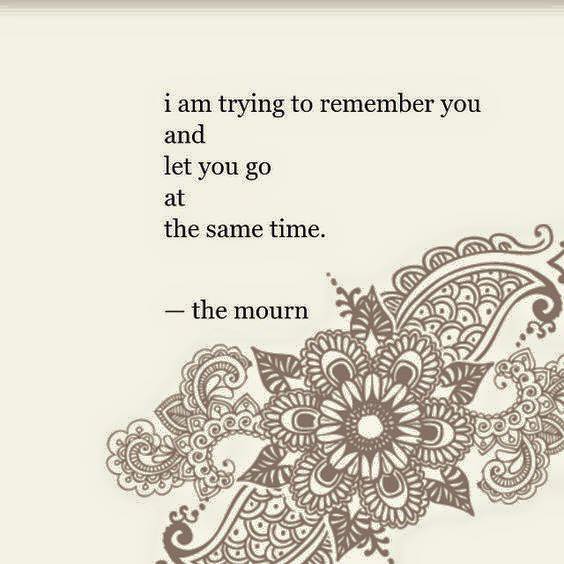 i am trying to remember you
and
let you go
at
the same time.
— the mourn